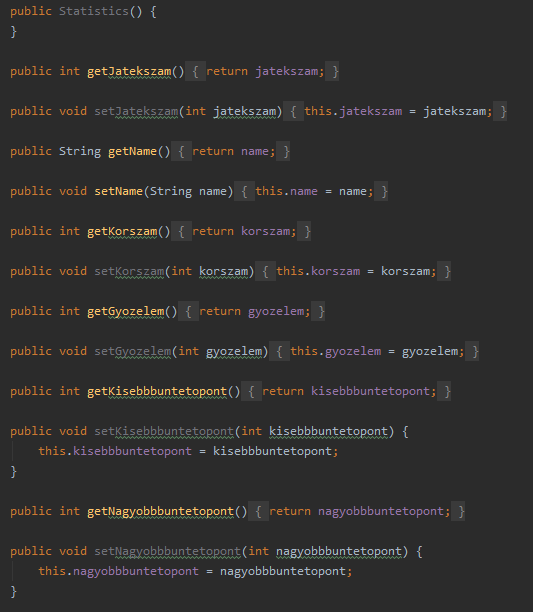 public Statistics() {
}
public int getJatekszam() { return jatekszam; }
public void setJatekszam(int jatekszam) { this.jatekszam = jatekszam; }
public String getName() { return name; }
public void setName(String name) { this.name = name; }
public int getKorszam() { return korszam; }
public void setKorszam(int korszam) { this.korszam = korszam; }
public int getGyozelem() { return gyozelem; }
public void setGyozelem(int gyozelem) { this.gyozelem = gyozelem; }
public int getKisebbbuntetopont() { return kisebbbuntetopont; }
public void setKisebbbuntetopont(int kisebbbuntetopont) {
    this.kisebbbuntetopont = kisebbbuntetopont;
}
public int getNagyobbbuntetopont() { return nagyobbbuntetopont; }
public void setNagyobbbuntetopont(int nagyobbbuntetopont) {
    this.nagyobbbuntetopont = nagyobbbuntetopont;
}